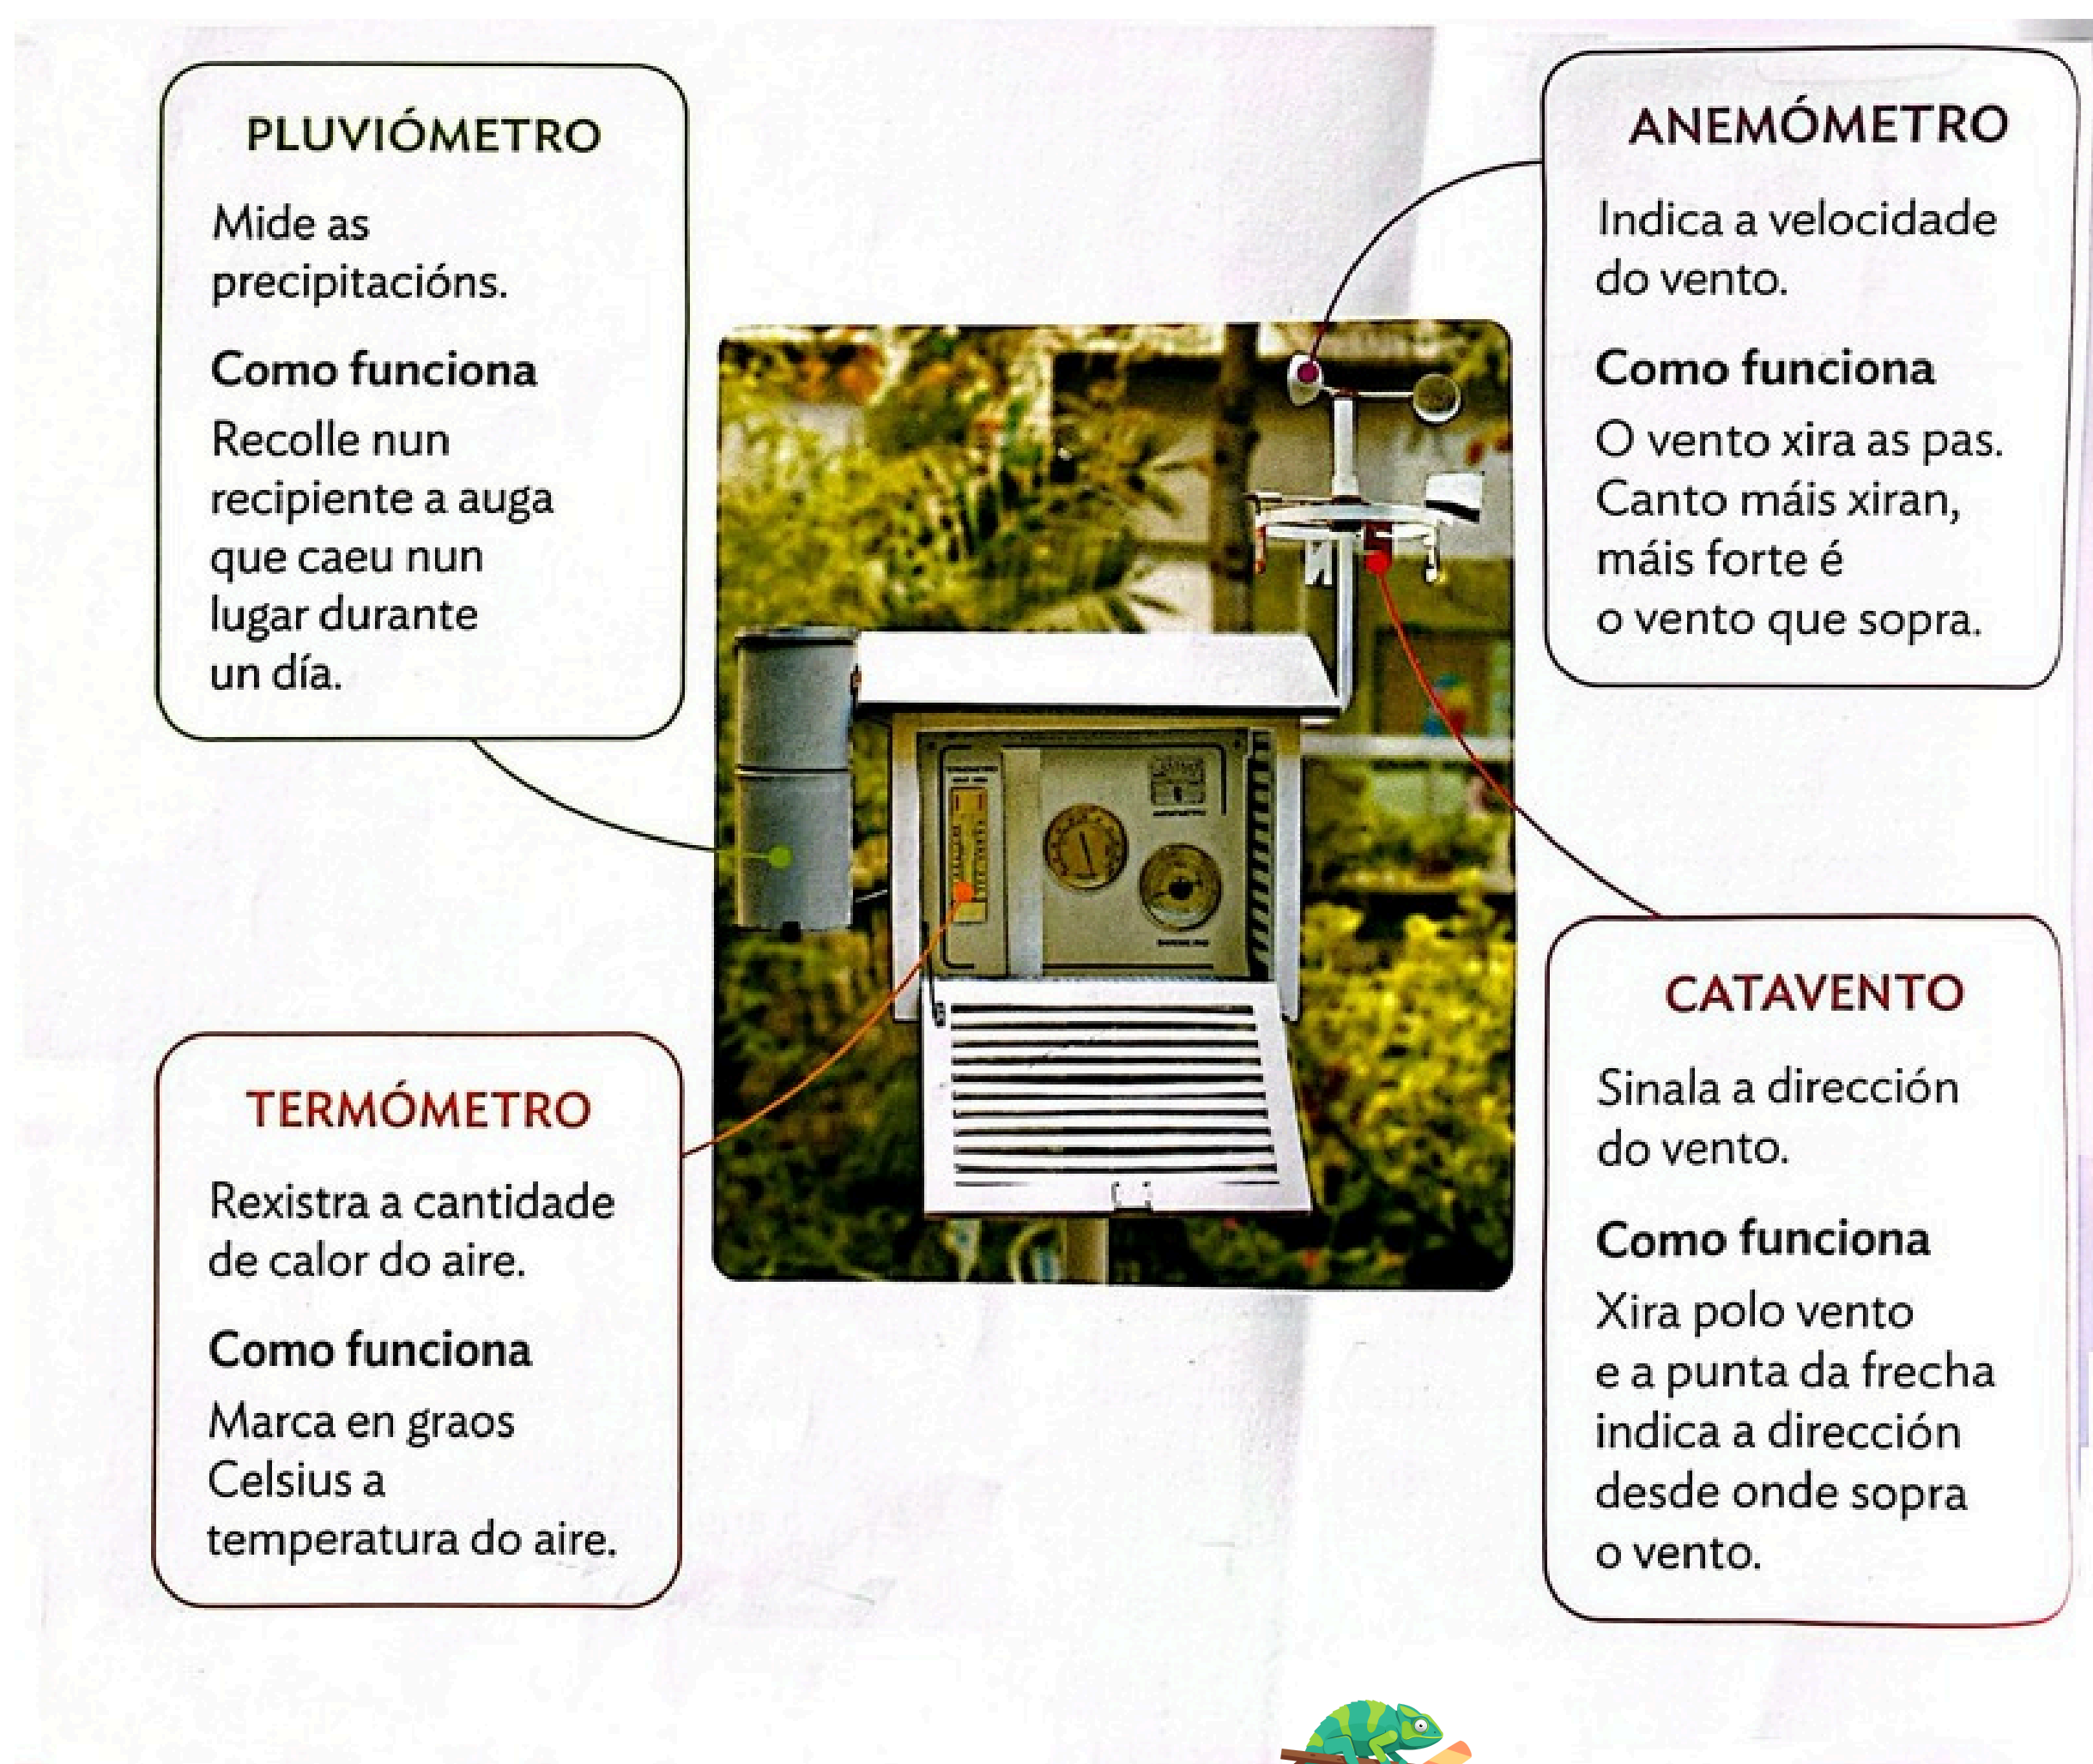 PLUVIÓMETRO
Mide as
precipitacións.
Como funciona
Recolle nun
recipiente a auga
que caeu nun
lugar durante
un día.
ANEMÓMETRO
Indica a velocidade
do vento.
Como funciona
O vento xira as pas.
Canto máis xiran,
máis forte é
o vento que sopra.
TERMÓMETRO
Rexistra a cantidade
de calor do aire.
Como funciona
Marca en graos
Celsius a
temperatura do aire.
CATAVENTO
Sinala a dirección
do vento.
Como funciona
Xira polo vento
e a punta da frecha
indica a dirección
desde onde sopra
o vento.